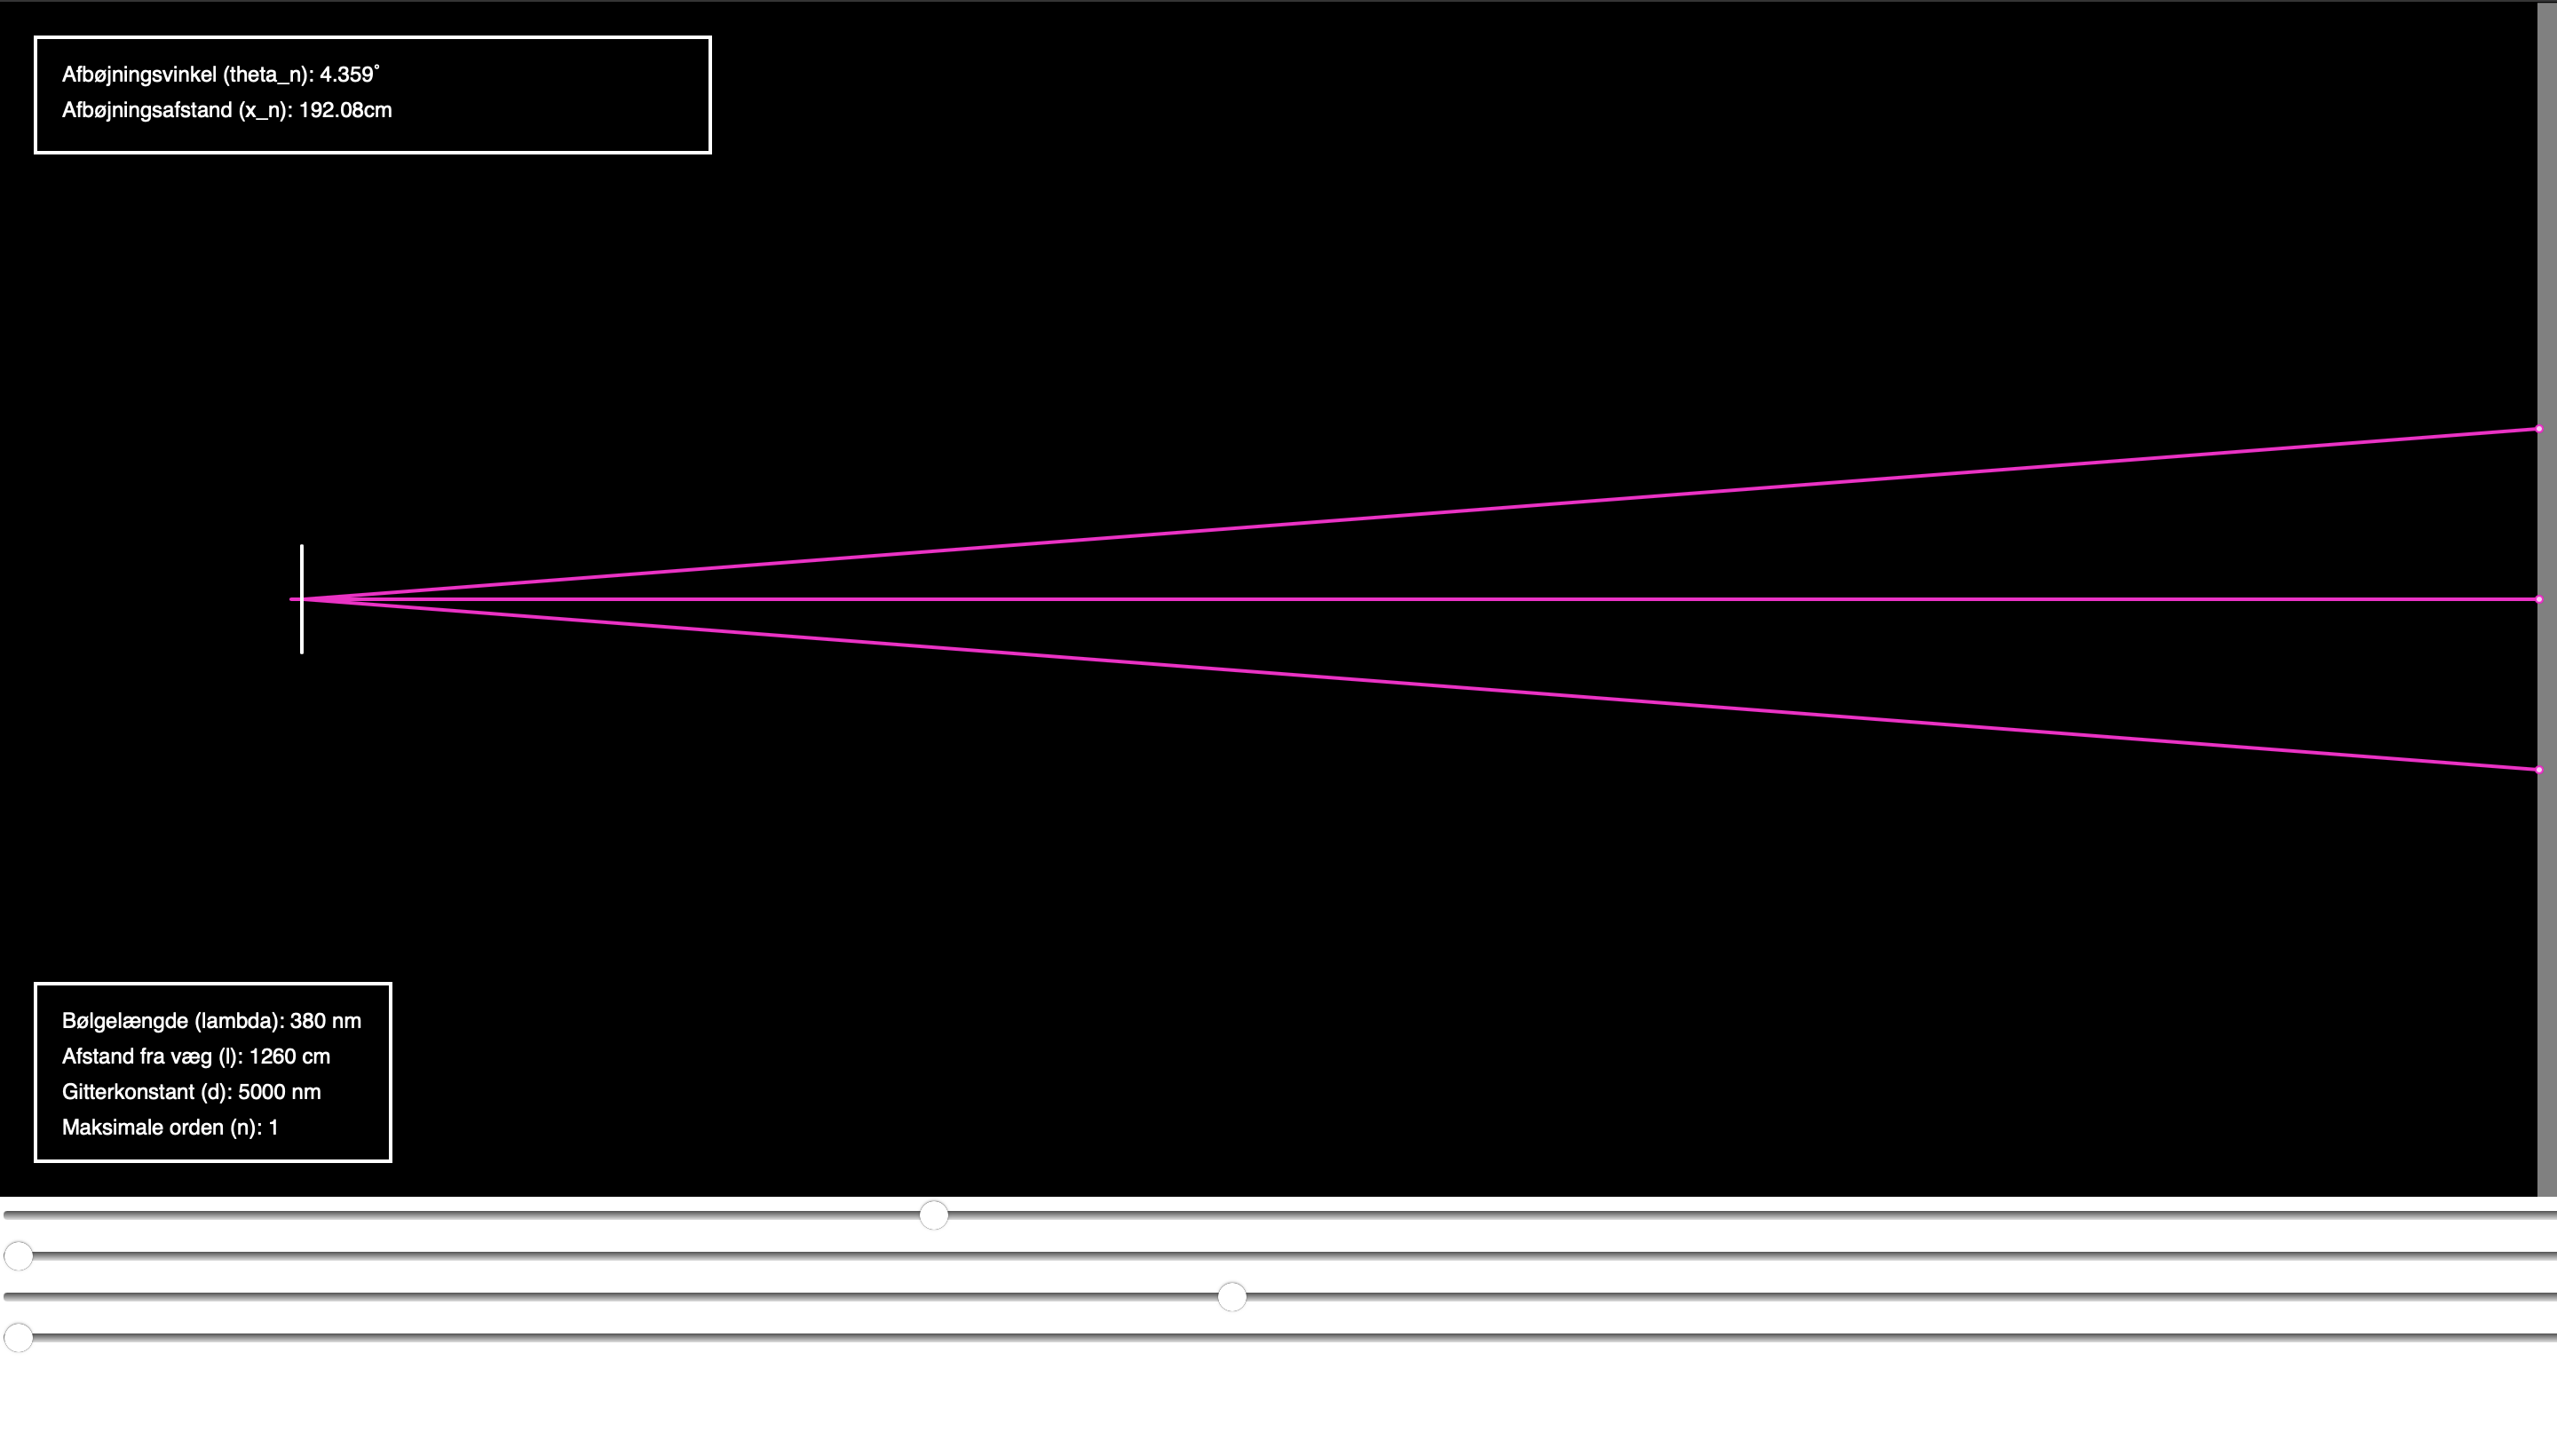 Afbøjningsvinkel (theta_n): 4.359°
Afbøjningsafstand (x_n): 192.08cm
Bølgelængde (lambda): 380 nm
Afstand fra væg (l): 1260 cm
Gitterkonstant (d): 5000 nm
Maksimale orden (n): 1